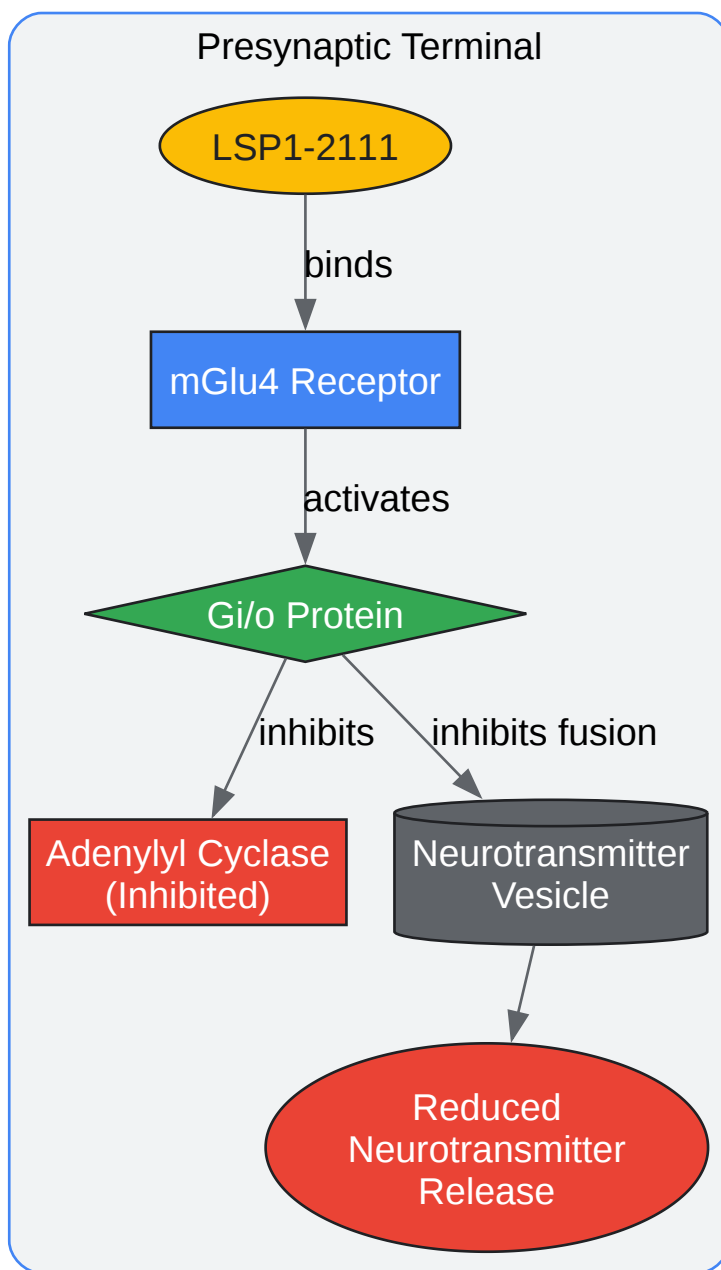 Presynaptic Terminal
LSP1-2111
binds
mGlu4 Receptor
activates
Gi/o Protein
inhibits
inhibits fusion
Adenylyl Cyclase
(Inhibited)
Neurotransmitter
Vesicle
Reduced
Neurotransmitter
Release